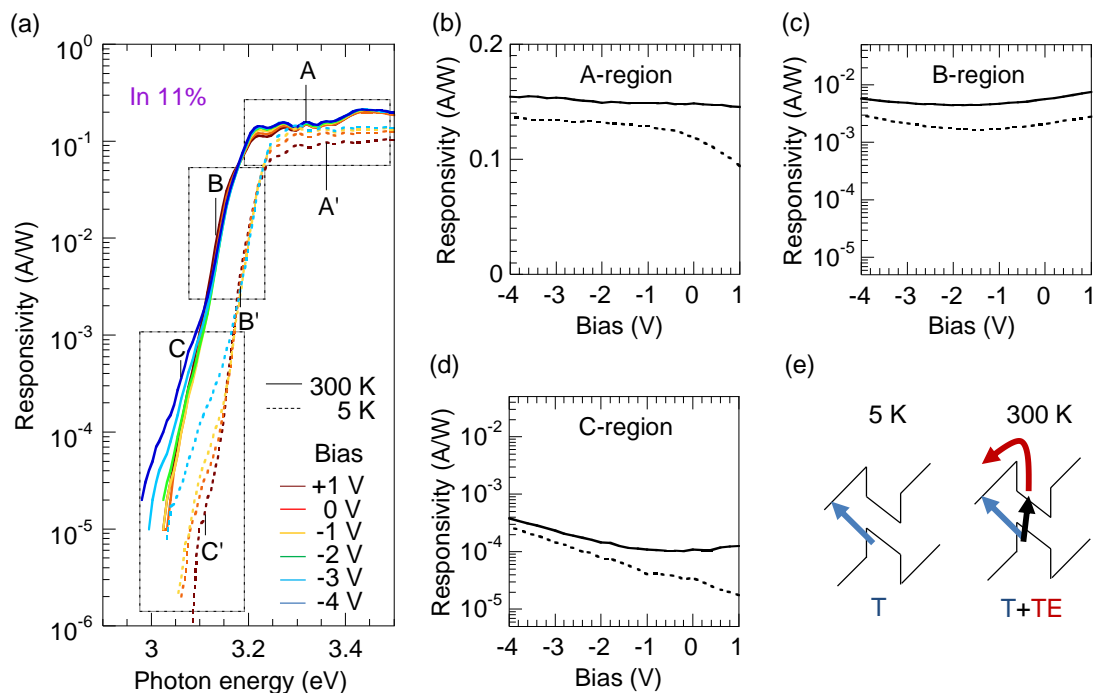 (a)
Responsivity (A/W)
10^0
10^-1
10^-2
10^-3
10^-4
10^-5
10^-6
In 11%
A
B
C
A'
B'
C'
300 K
5 K
Bias
+1 V
0 V
-1 V
-2 V
-3 V
-4 V
3
3.2
3.4
Photon energy (eV)
(b)
Responsivity (A/W)
0.2
0.1
0
A-region
-4 -3 -2 -1 0 1
Bias (V)
(c)
Responsivity (A/W)
10^-2
10^-3
10^-4
10^-5
B-region
-4 -3 -2 -1 0 1
Bias (V)
(d)
Responsivity (A/W)
10^-2
10^-3
10^-4
10^-5
C-region
-4 -3 -2 -1 0 1
Bias (V)
(e)
5 K
300 K
T
T+TE